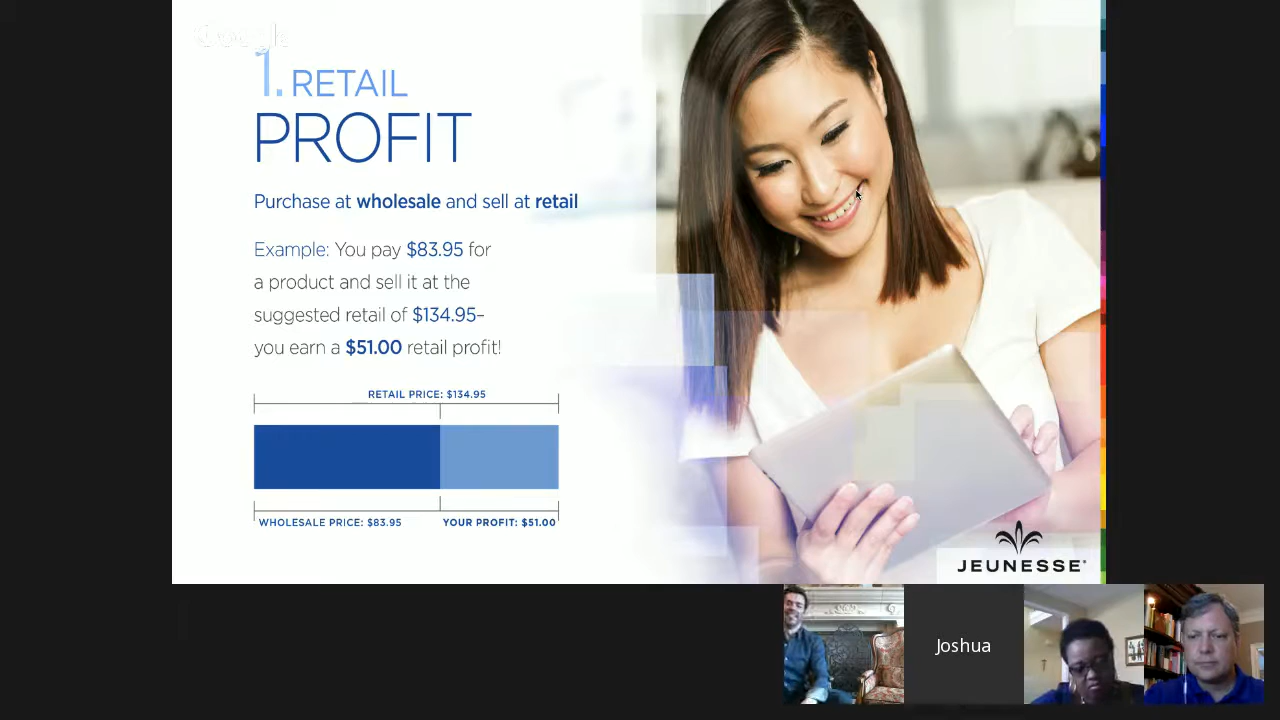 Google
1. RETAIL
PROFIT
Purchase at wholesale and sell at retail
Example: You pay $83.95 for
a product and sell it at the
suggested retail of $134.95–
you earn a $51.00 retail profit!
RETAIL PRICE: $134.95
WHOLESALE PRICE: $83.95 YOUR PROFIT: $51.00
JEUNESSE®
Joshua